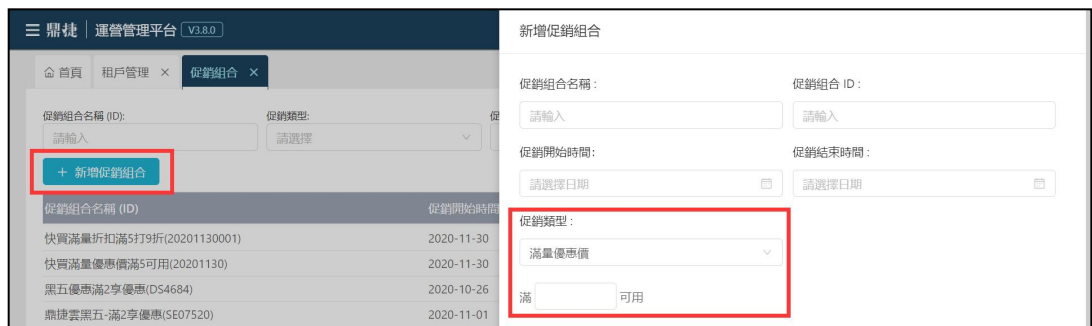 鼎捷 運營管理平台 V3.8.0
首頁 租戶管理 × 促銷組合 ×
促銷組合名稱 (ID): 促銷類型: 促
請輸入 請選擇
+ 新增促銷組合
促銷組合名稱 (ID) 促銷開始時間
快買滿量折扣滿5打9折(20201130001) 2020-11-30
快買滿量優惠價滿5可用(20201130) 2020-11-30
黑五優惠滿2享優惠(DS4684) 2020-10-26
鼎捷雲黑五-滿2享優惠(SE07520) 2020-11-01
新增促銷組合
促銷組合名稱 : 促銷組合 ID :
請輸入 請輸入
促銷開始時間: 促銷結束時間 :
請選擇日期 請選擇日期
促銷類型 :
滿量優惠價
滿 可用